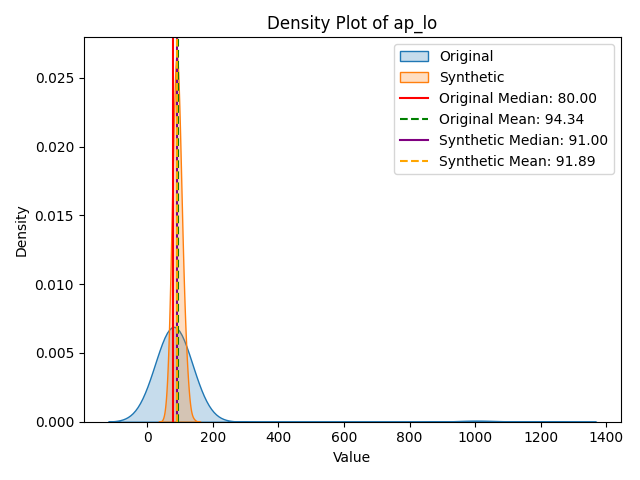 Density Plot of ap_lo
Original
Synthetic
Original Median: 80.00
Original Mean: 94.34
Synthetic Median: 91.00
Synthetic Mean: 91.89
Density
0.025
0.020
0.015
0.010
0.005
0.000
0
200
400
600
800
1000
1200
1400
Value